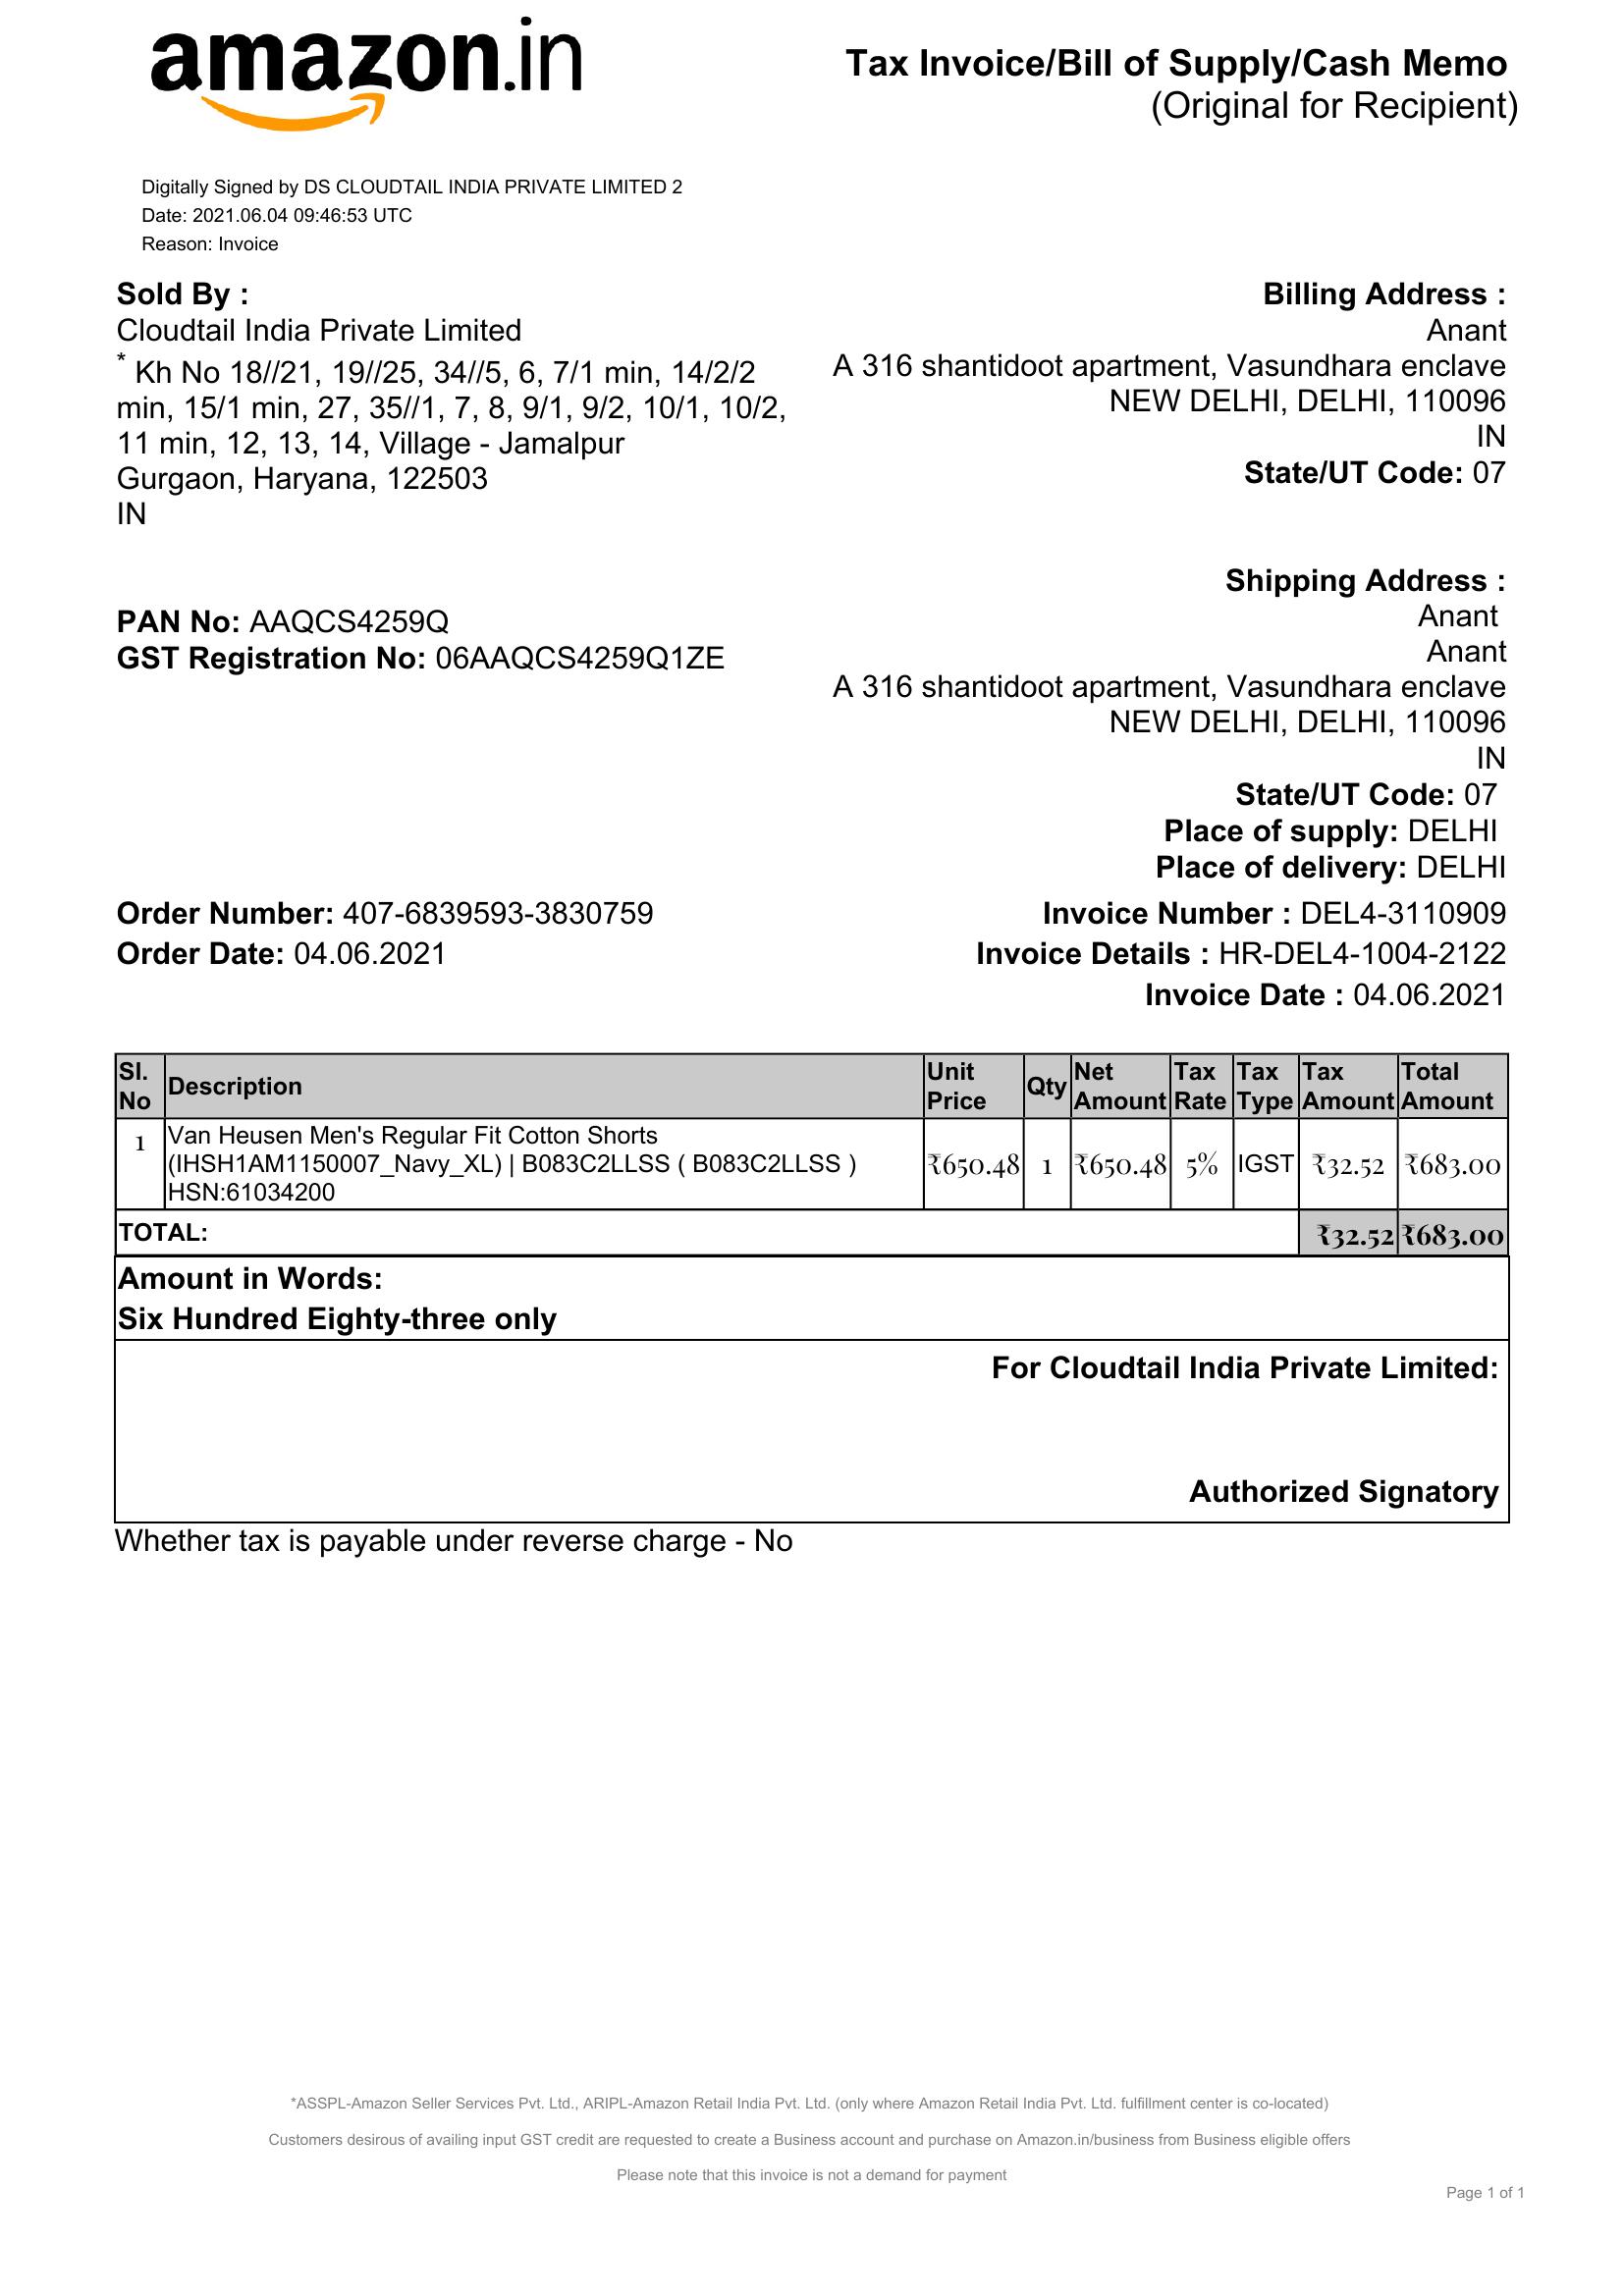 amazon.in
Tax Invoice/Bill of Supply/Cash Memo
(Original for Recipient)
Digitally Signed by DS CLOUDTAIL INDIA PRIVATE LIMITED 2
Date: 2021.06.04 09:46:53 UTC
Reason: Invoice
Sold By :
Cloudtail India Private Limited
* Kh No 18//21, 19//25, 34//5, 6, 7/1 min, 14/2/2
min, 15/1 min, 27, 35//1, 7, 8, 9/1, 9/2, 10/1, 10/2,
11 min, 12, 13, 14, Village - Jamalpur
Gurgaon, Haryana, 122503
IN
Billing Address :
Anant
A 316 shantidoot apartment, Vasundhara enclave
NEW DELHI, DELHI, 110096
IN
State/UT Code: 07
PAN No: AAQCS4259Q
GST Registration No: 06AAQCS4259Q1ZE
Shipping Address :
Anant
Anant
A 316 shantidoot apartment, Vasundhara enclave
NEW DELHI, DELHI, 110096
IN
State/UT Code: 07
Place of supply: DELHI
Place of delivery: DELHI
Order Number: 407-6839593-3830759
Order Date: 04.06.2021
Invoice Number : DEL4-3110909
Invoice Details : HR-DEL4-1004-2122
Invoice Date : 04.06.2021
Sl. No Description Unit Price Qty Net Amount Tax Rate Tax Type Tax Amount Total Amount
1 Van Heusen Men's Regular Fit Cotton Shorts
(IHSH1AM1150007_Navy_XL) | B083C2LLSS ( B083C2LLSS ) ₹650.48 1 ₹650.48 5% IGST ₹32.52 ₹683.00
HSN:61034200
TOTAL: ₹32.52 ₹683.00
Amount in Words:
Six Hundred Eighty-three only
For Cloudtail India Private Limited:
Authorized Signatory
Whether tax is payable under reverse charge - No
*ASSPL-Amazon Seller Services Pvt. Ltd., ARIPL-Amazon Retail India Pvt. Ltd. (only where Amazon Retail India Pvt. Ltd. fulfillment center is co-located)
Customers desirous of availing input GST credit are requested to create a Business account and purchase on Amazon.in/business from Business eligible offers
Please note that this invoice is not a demand for payment
Page 1 of 1